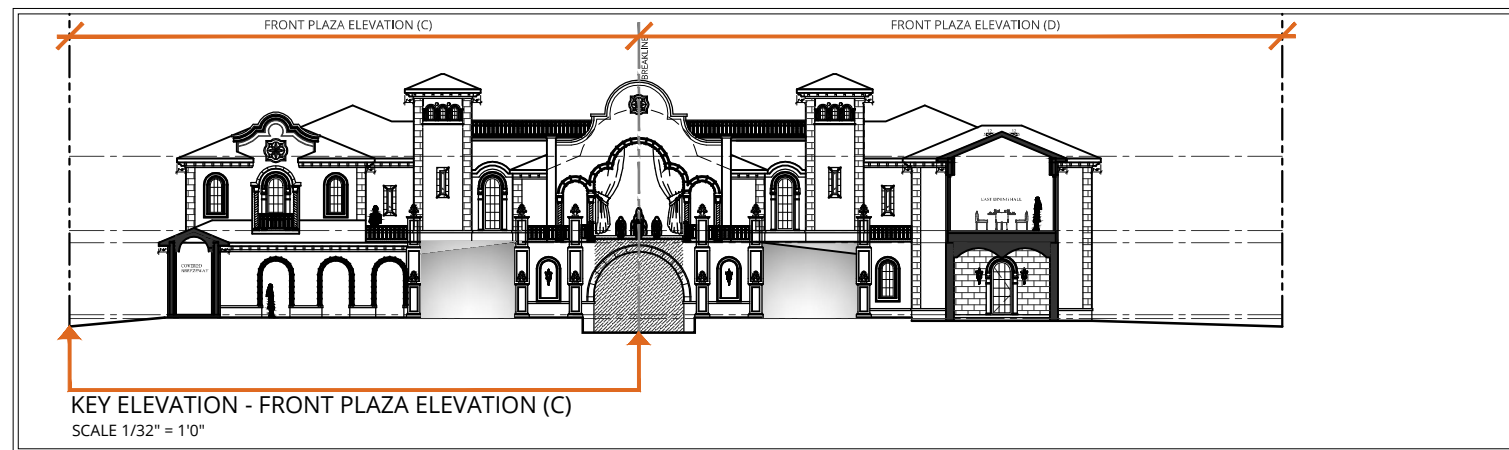 FRONT PLAZA ELEVATION (C)
FRONT PLAZA ELEVATION (D)
BREAKLINE
LAST DINING HALL
COVERED
BREEZEWAY
KEY ELEVATION - FRONT PLAZA ELEVATION (C)
SCALE 1/32" = 1'0"